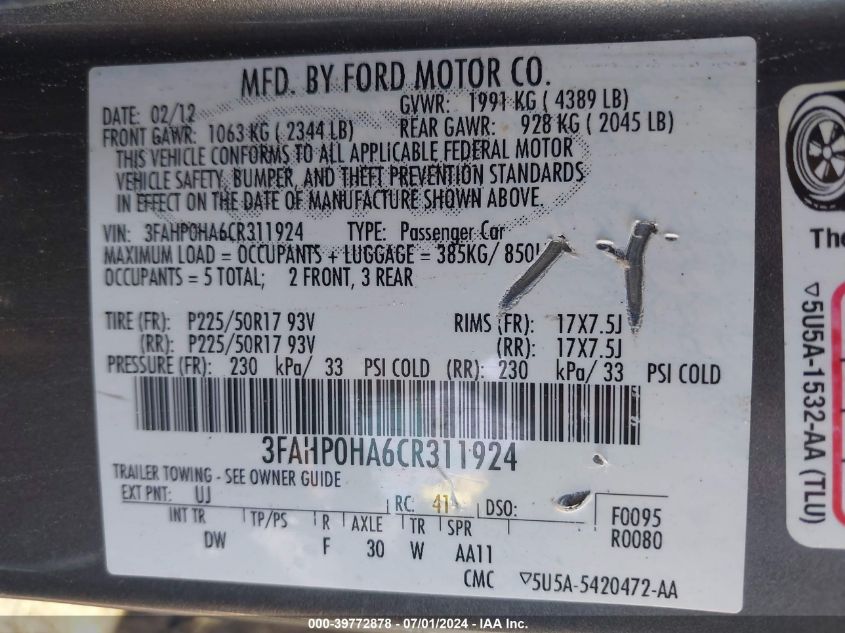 MFD. BY FORD MOTOR CO.
DATE: 02/12
GVWR: 1991 KG ( 4389 LB)
FRONT GAWR: 1063 KG ( 2344 LB)
REAR GAWR: 928 KG ( 2045 LB)
THIS VEHICLE CONFORMS TO ALL APPLICABLE FEDERAL MOTOR
VEHICLE SAFETY, BUMPER, AND THEFT PREVENTION STANDARDS
IN EFFECT ON THE DATE OF MANUFACTURE SHOWN ABOVE.
VIN: 3FAHP0HA6CR311924 TYPE: Passenger Car
MAXIMUM LOAD = OCCUPANTS + LUGGAGE = 385KG/ 850
OCCUPANTS = 5 TOTAL; 2 FRONT, 3 REAR
TIRE (FR): P225/50R17 93V RIMS (FR): 17X7.5J
(RR): P225/50R17 93V (RR): 17X7.5J
PRESSURE (FR): 230 kPa/ 33 PSI COLD (RR): 230 kPa/ 33 PSI COLD
3FAHP0HA6CR311924
TRAILER TOWING - SEE OWNER GUIDE
EXT PNT: UJ RC: 41 DSO:
INT TR TP/PS R AXLE TR SPR F0095
DW F 30 W AA11 R0080
CMC ▽5U5A-5420472-AA
The
▽5U5A-1532-AA (TLU)
000-39772878 - 07/01/2024 - IAA Inc.